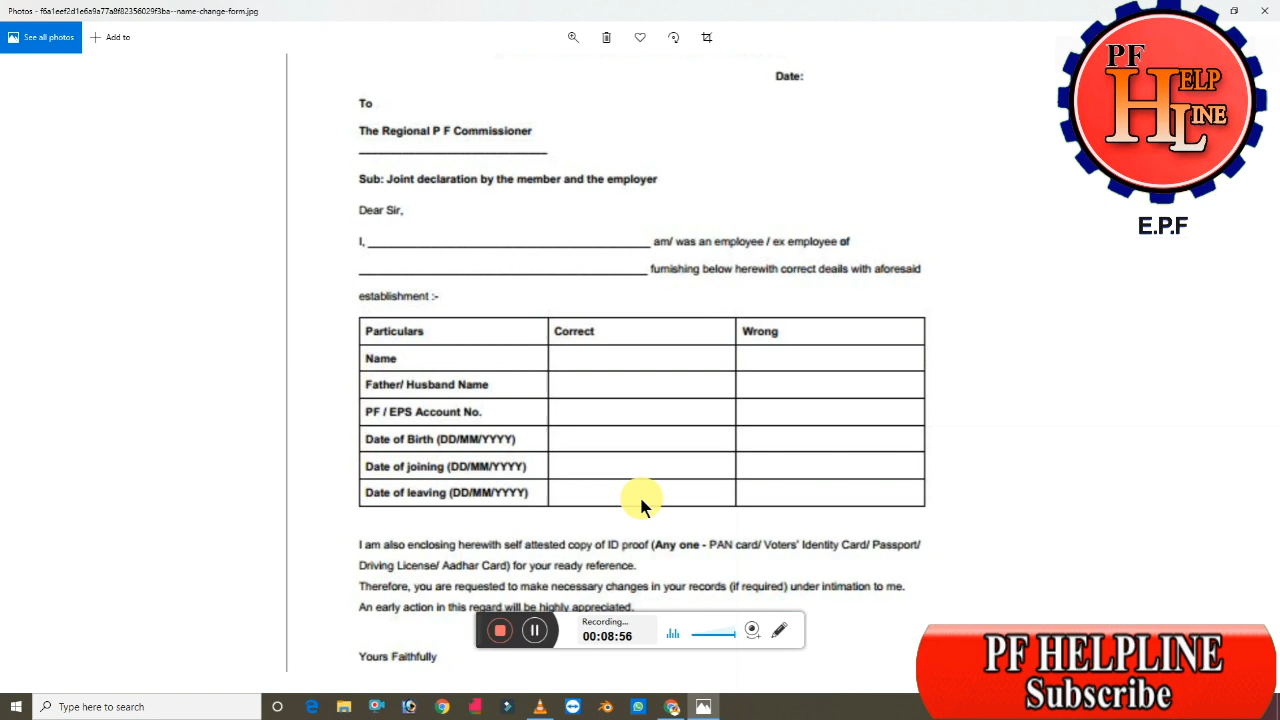 Photos - f6a1eef2d1e6a9a77a8f82356029f3ba--name-change-form.jpg
See all photos
Add to
PF
HELP
LINE
E.P.F
Date:
To
The Regional P F Commissioner
Sub: Joint declaration by the member and the employer
Dear Sir,
I, ______________________ am/ was an employee / ex employee of
______________________ furnishing below herewith correct deails with aforesaid
establishment :-
Particulars Correct Wrong
Name
Father/ Husband Name
PF / EPS Account No.
Date of Birth (DD/MM/YYYY)
Date of joining (DD/MM/YYYY)
Date of leaving (DD/MM/YYYY)
I am also enclosing herewith self attested copy of ID proof (Any one - PAN card/ Voters' Identity Card/ Passport/
Driving License/ Aadhar Card) for your ready reference.
Therefore, you are requested to make necessary changes in your records (if required) under intimation to me.
An early action in this regard will be highly appreciated.
Recording...
00:08:56
Yours Faithfully
PF HELPLINE
Subscribe
Type here to search